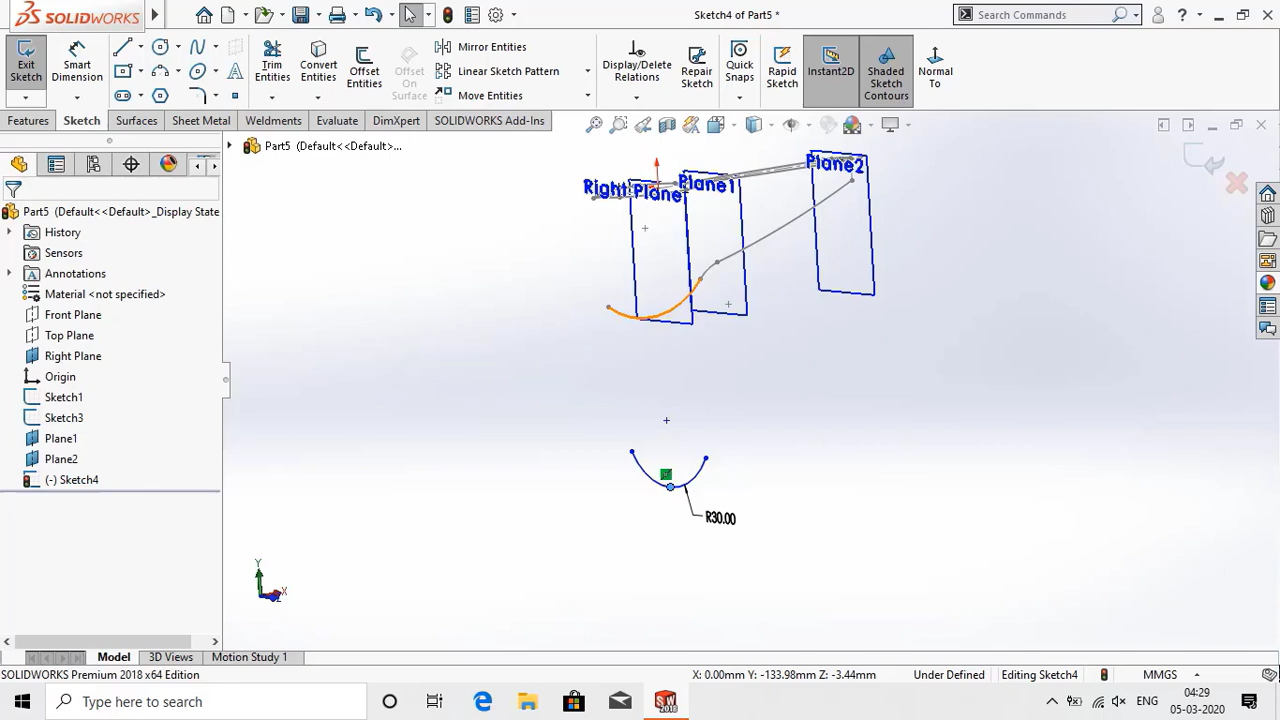 SOLIDWORKS
Sketch4 of Part5 *
Search Commands
Exit Sketch
Smart Dimension
Trim Entities
Convert Entities
Offset Entities
Offset On Surface
Mirror Entities
Linear Sketch Pattern
Move Entities
Display/Delete Relations
Repair Sketch
Quick Snaps
Rapid Sketch
Instant2D
Shaded Sketch Contours
Normal To
Features
Sketch
Surfaces
Sheet Metal
Weldments
Evaluate
DimXpert
SOLIDWORKS Add-Ins
Part5 (Default<<Default>...
Part5 (Default<<Default>_Display State
History
Sensors
Annotations
Material <not specified>
Front Plane
Top Plane
Right Plane
Origin
Sketch1
Sketch3
Plane1
Plane2
(-) Sketch4
Right Plane
Plane1
Plane2
R30.00
Y
X
Model
3D Views
Motion Study 1
SOLIDWORKS Premium 2018 x64 Edition
X: 0.00mm Y: -133.98mm Z: -3.44mm
Under Defined
Editing Sketch4
MMGS
Type here to search
SW
2018
ENG
04:29
05-03-2020